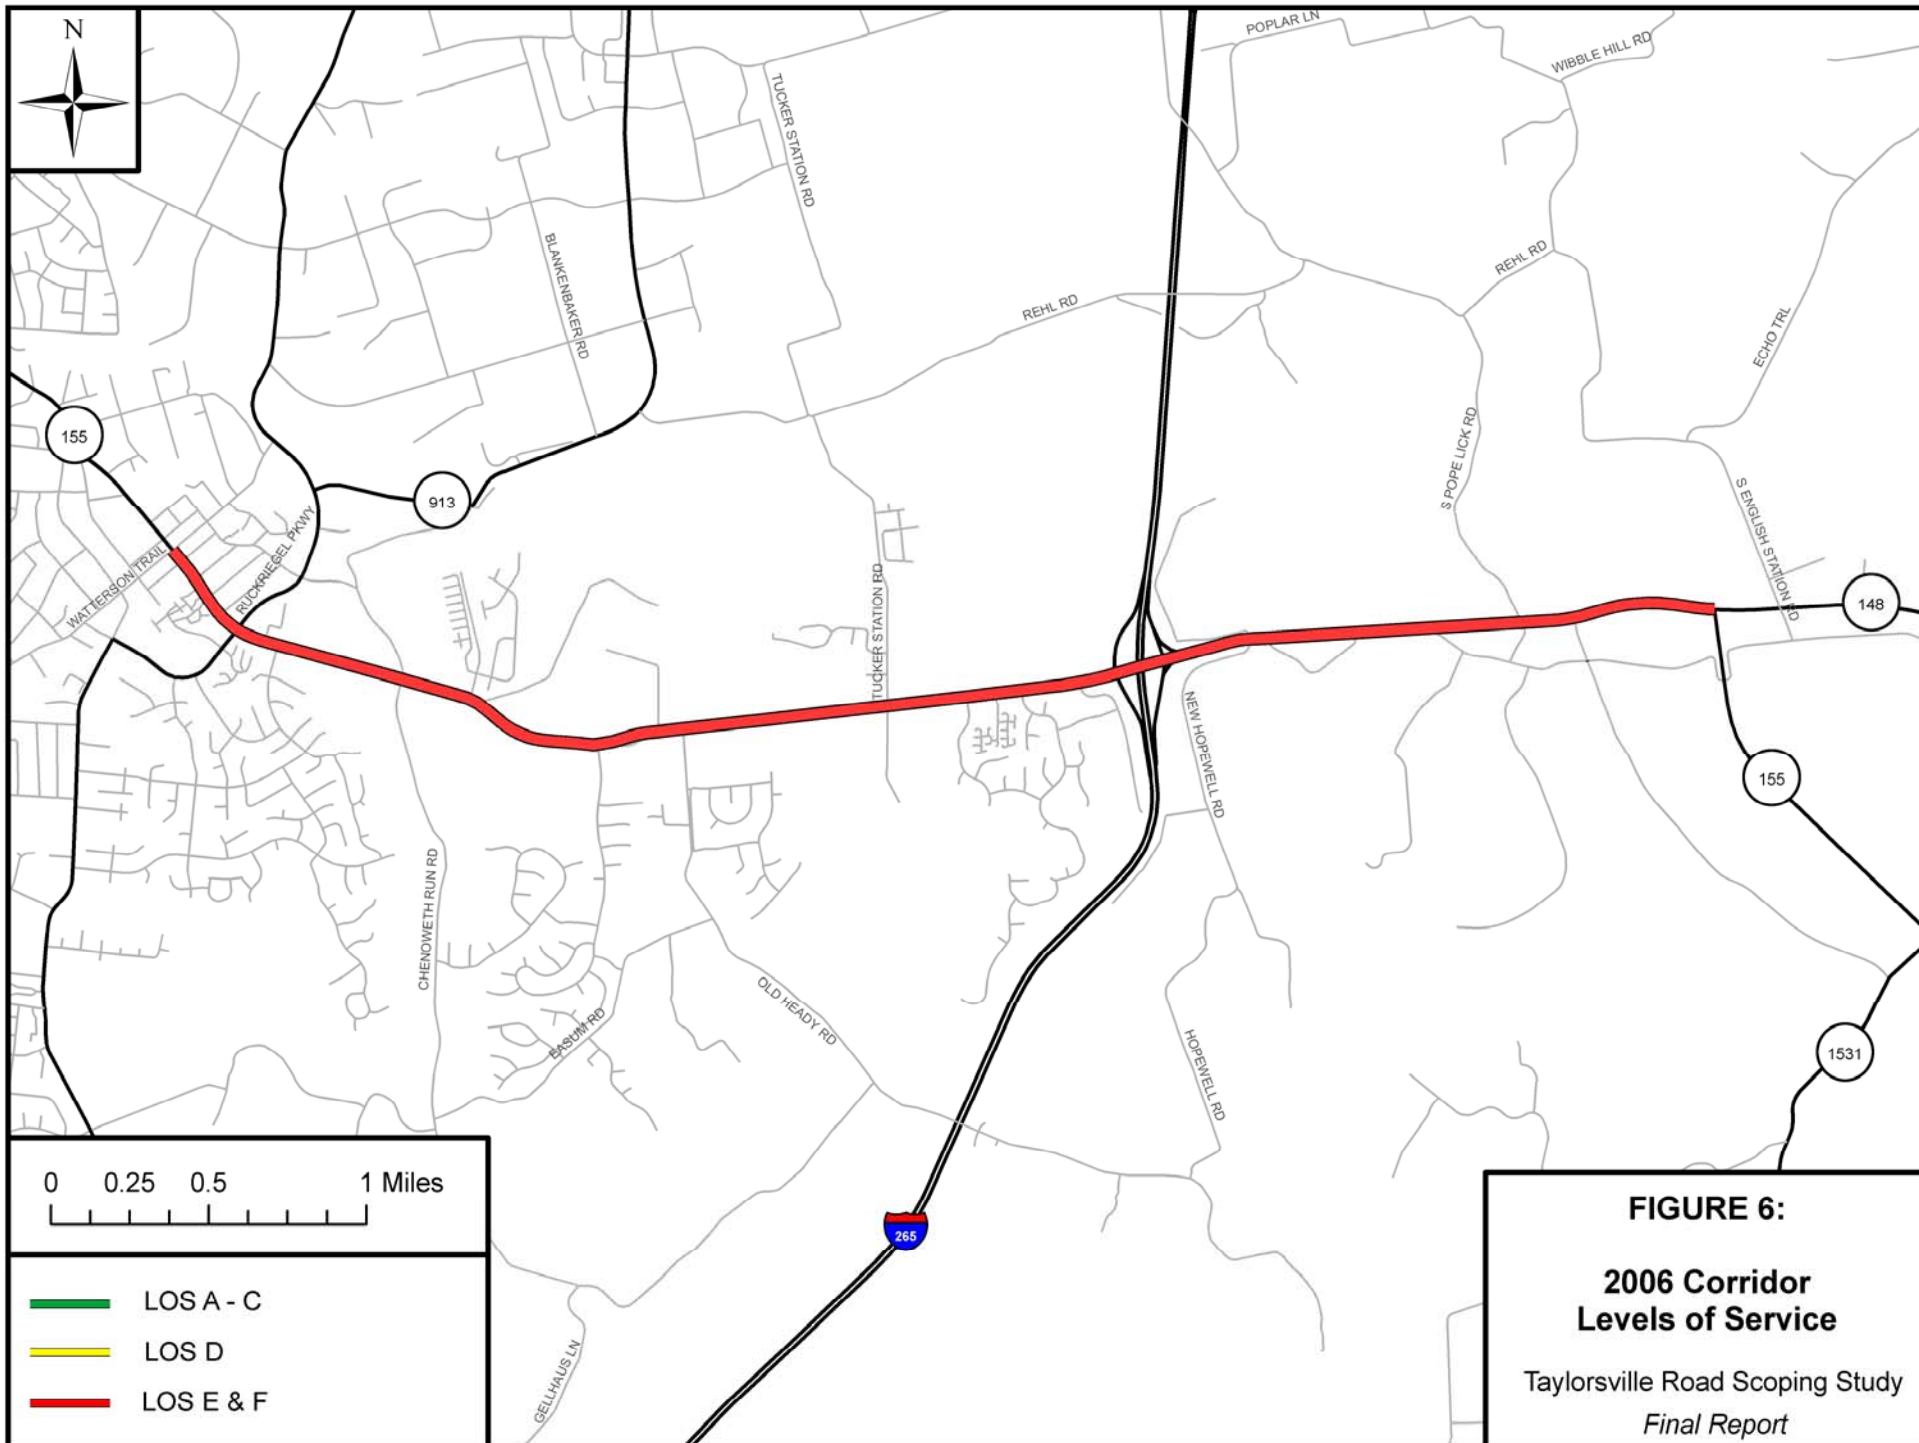 N
POPLAR LN
WIBBLE HILL RD
TUCKER STATION RD
BLANKENBAKER RD
REHL RD
REHL RD
ECHO TRL
155
S POPE LICK RD
913
S ENGLISH STATION RD
WATTERSON TRAIL
RUCKRIEGEL PKWY
TUCKER STATION RD
148
NEW HOPEWELL RD
155
CHENOWETH RUN RD
OLD HEADY RD
EASUM RD
HOPEWELL RD
1531
265
GELLHAUS LN
0 0.25 0.5 1 Miles
LOS A - C
LOS D
LOS E & F
FIGURE 6:
2006 Corridor
Levels of Service
Taylorsville Road Scoping Study
Final Report